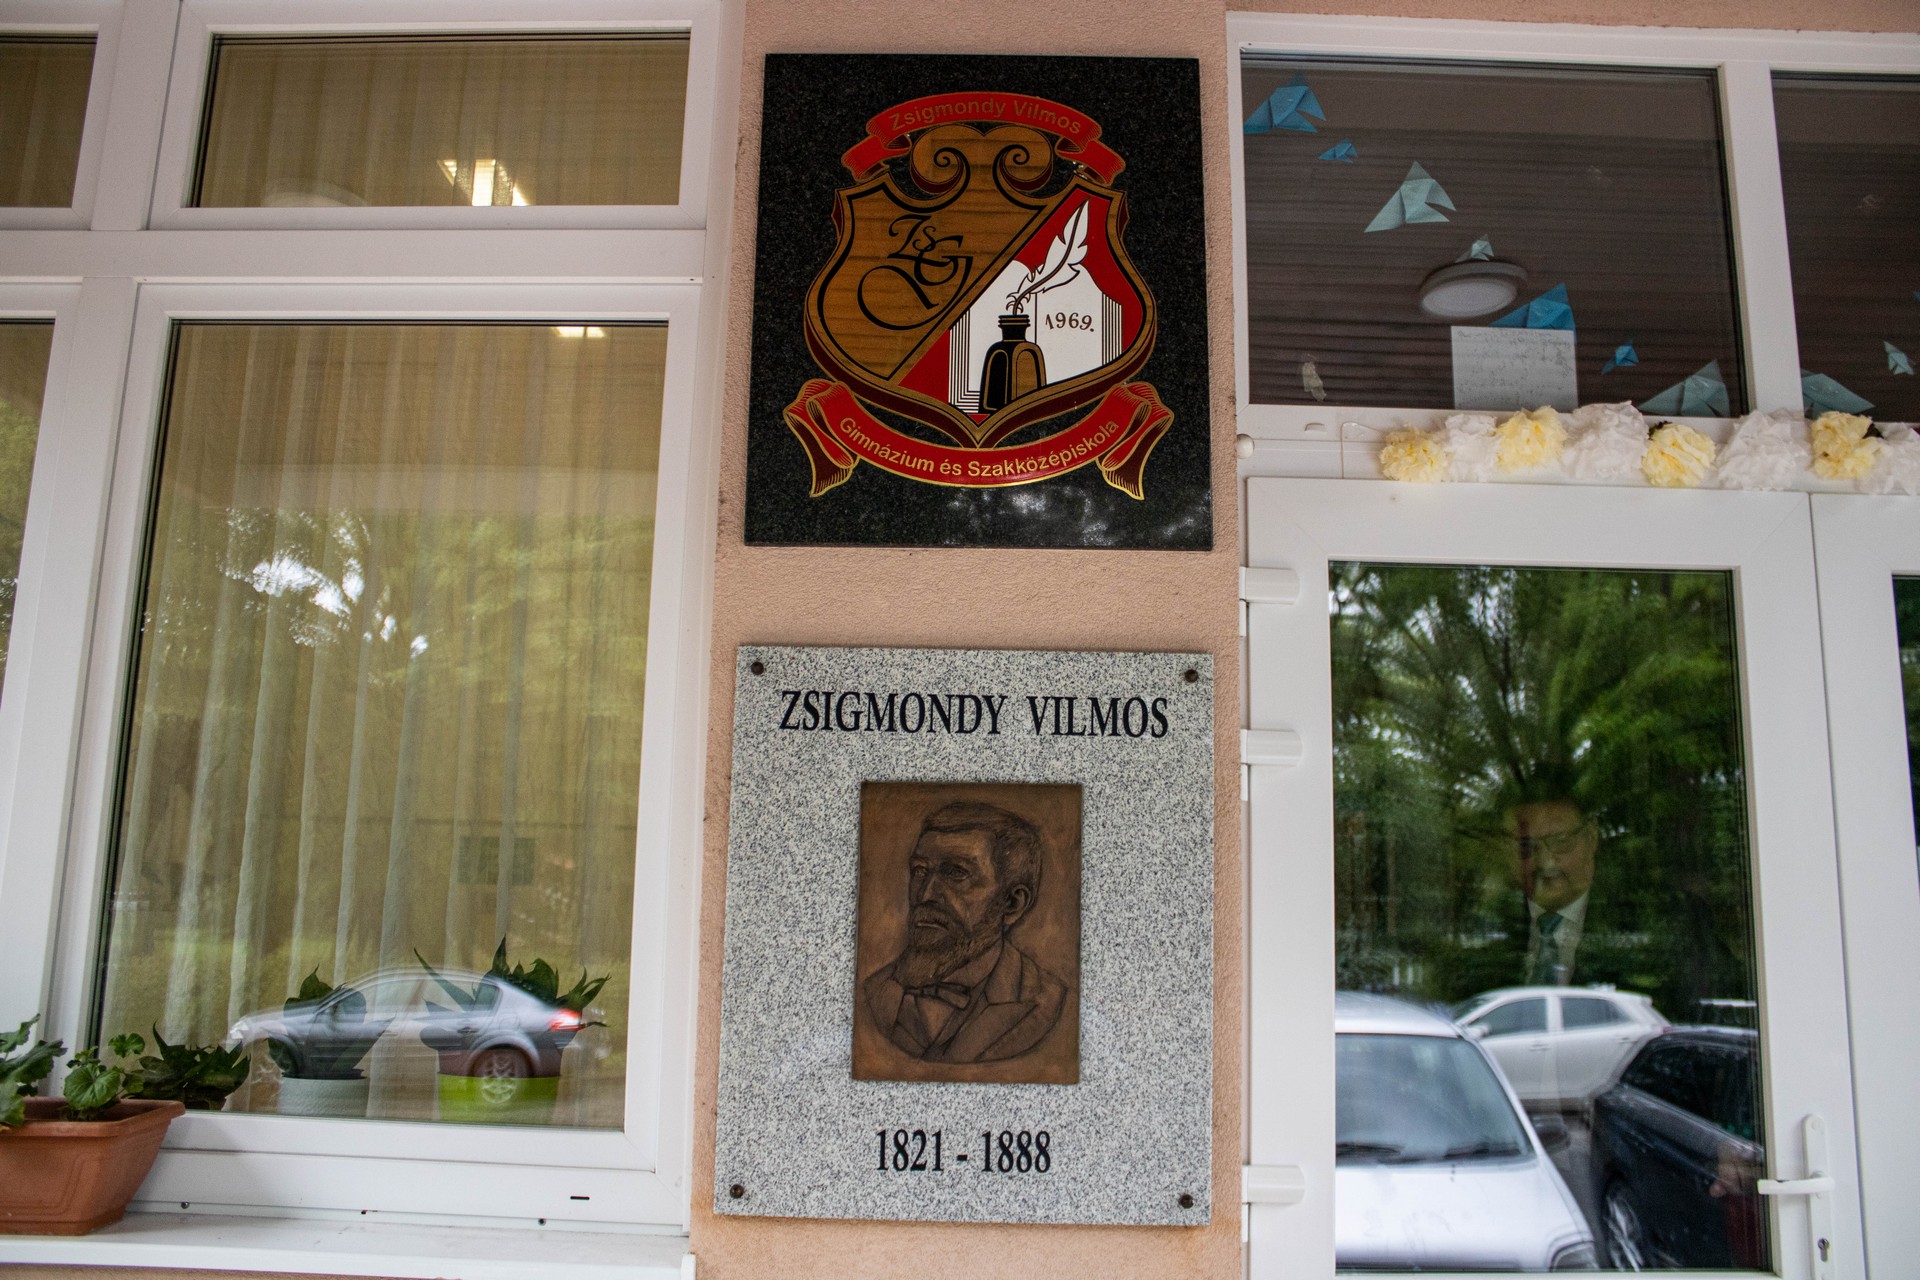 Zsigmondy Vilmos
ZSG
1969.
Gimnázium és Szakközépiskola
ZSIGMONDY VILMOS
1821 - 1888